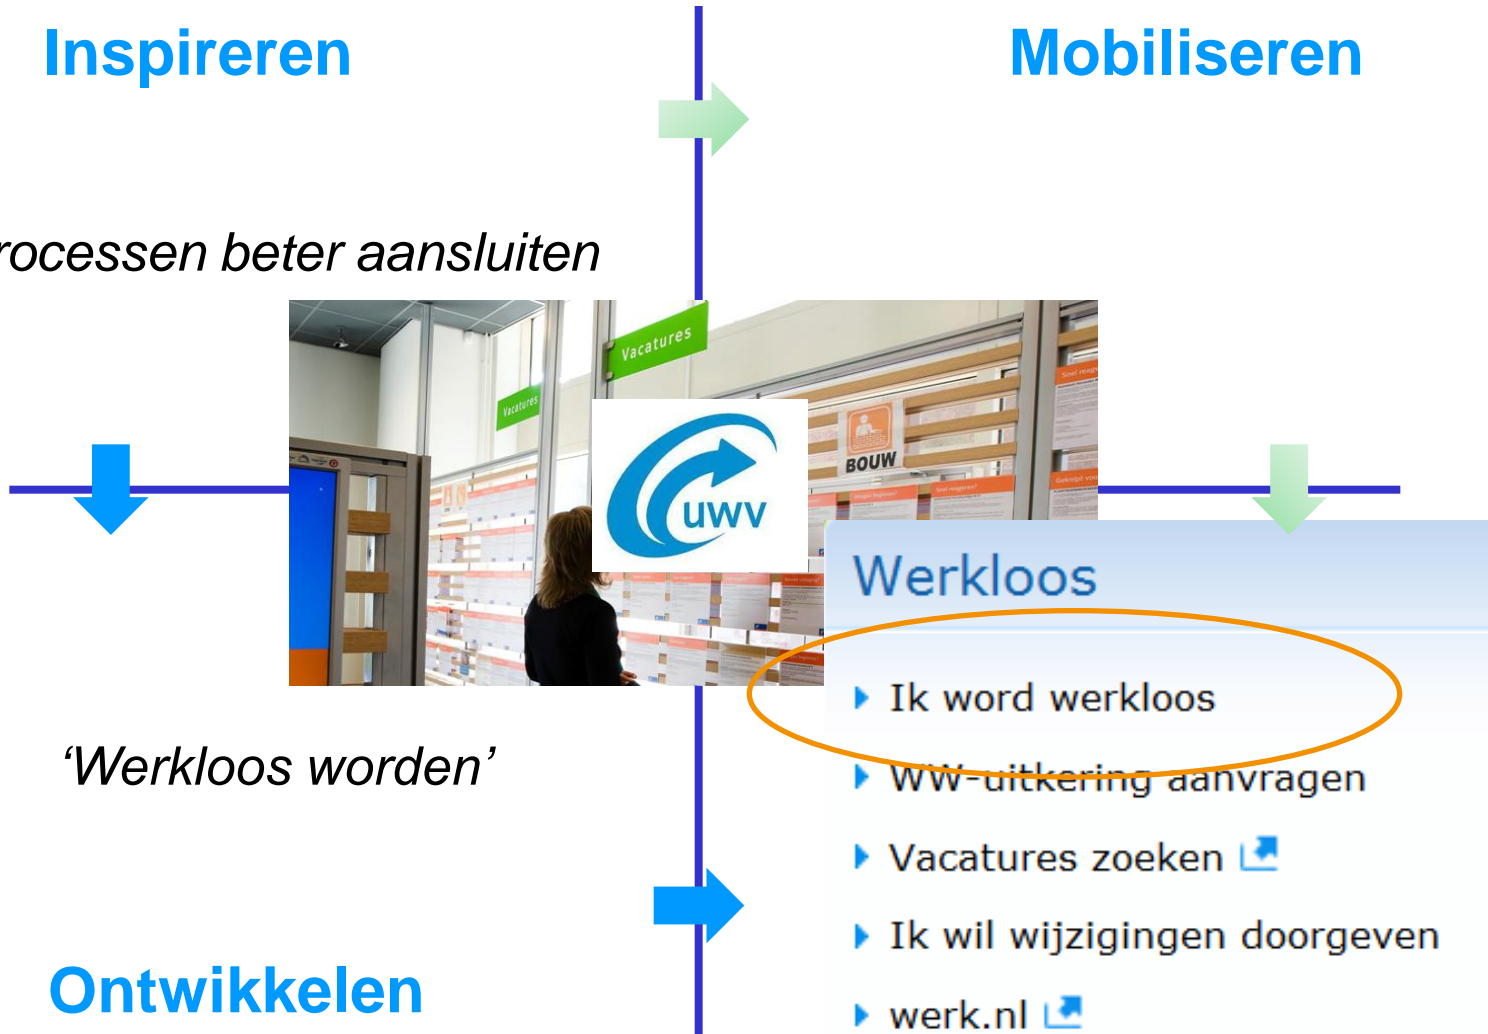 Inspireren
Mobiliseren
rocessen beter aansluiten
Vacatures
Vacatures
BOUW
uwv
Werkloos
Ik word werkloos
‘Werkloos worden’
WW-uitkering aanvragen
Vacatures zoeken
Ik wil wijzigingen doorgeven
Ontwikkelen
werk.nl